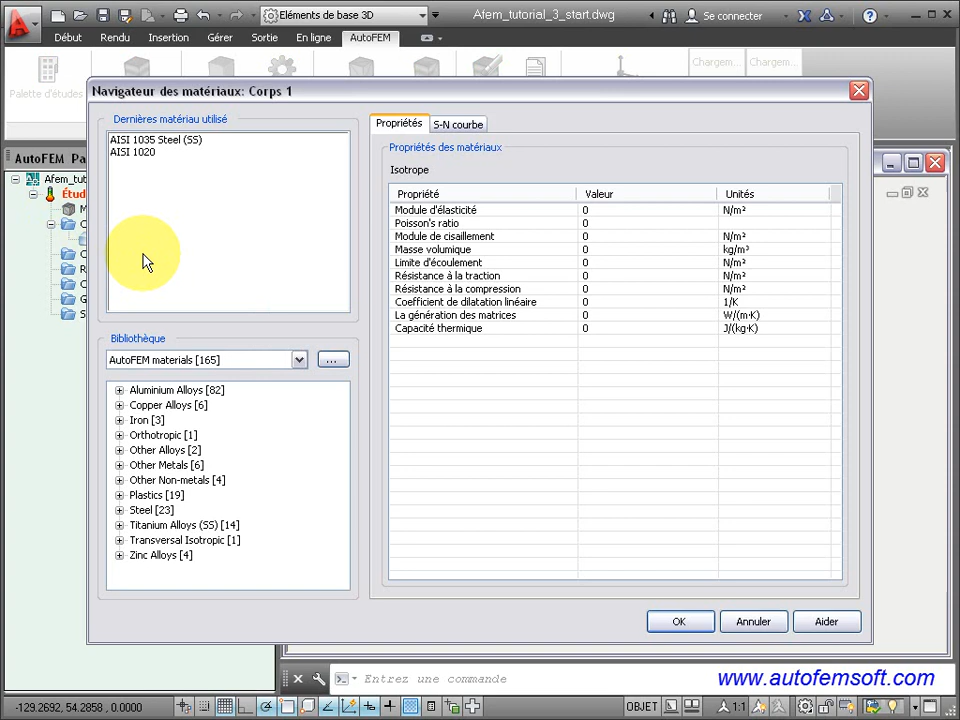 Eléments de base 3D
Afem_tutorial_3_start.dwg
Se connecter
Début
Rendu
Insertion
Gérer
Sortie
En ligne
AutoFEM
Palette d'études
Chargem...
Chargem...
Navigateur des matériaux: Corps 1
AutoFEM Pa
Afem_tut
Étud
Dernières matériau utilisé
AISI 1035 Steel (SS)
AISI 1020
Bibliothèque
AutoFEM materials [165]
...
Aluminium Alloys [82]
Copper Alloys [6]
Iron [3]
Orthotropic [1]
Other Alloys [2]
Other Metals [6]
Other Non-metals [4]
Plastics [19]
Steel [23]
Titanium Alloys (SS) [14]
Transversal Isotropic [1]
Zinc Alloys [4]
Propriétés
S-N courbe
Propriétés des matériaux
Isotrope
Propriété Valeur Unités
Module d'élasticité 0 N/m²
Poisson's ratio 0
Module de cisaillement 0 N/m²
Masse volumique 0 kg/m³
Limite d'écoulement 0 N/m²
Résistance à la traction 0 N/m²
Résistance à la compression 0 N/m²
Coefficient de dilatation linéaire 0 1/K
La génération des matrices 0 W/(m·K)
Capacité thermique 0 J/(kg·K)
OK
Annuler
Aider
Entrez une commande
www.autofemsoft.com
-129.2692, 54.2858, 0.0000
OBJET
1:1